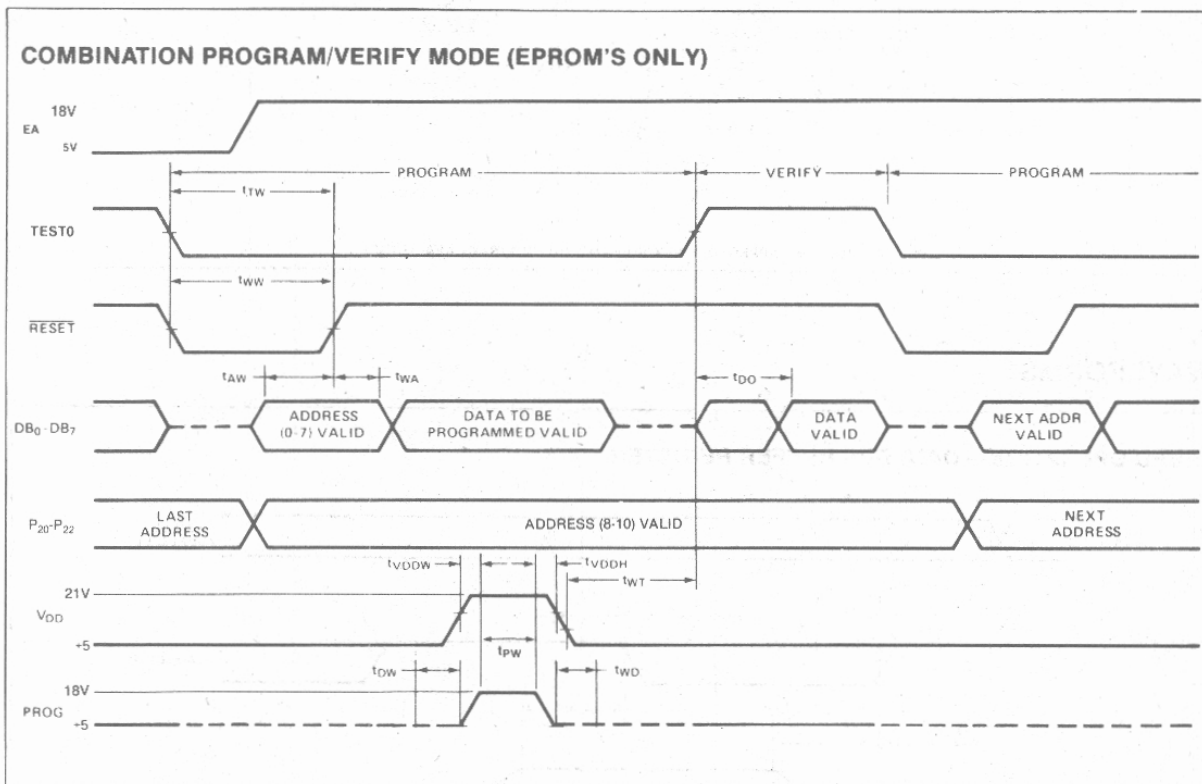 COMBINATION PROGRAM/VERIFY MODE (EPROM'S ONLY)
18V
EA
5V
PROGRAM
VERIFY
PROGRAM
tTW
TEST0
tWW
RESET
tAW
tWA
tDO
DB0-DB7
ADDRESS
(0-7) VALID
DATA TO BE
PROGRAMMED VALID
DATA
VALID
NEXT ADDR
VALID
P20-P22
LAST
ADDRESS
ADDRESS (8-10) VALID
NEXT
ADDRESS
tVDDW
tVDDH
tWT
21V
VDD
+5
tPW
tDW
tWD
18V
PROG
+5